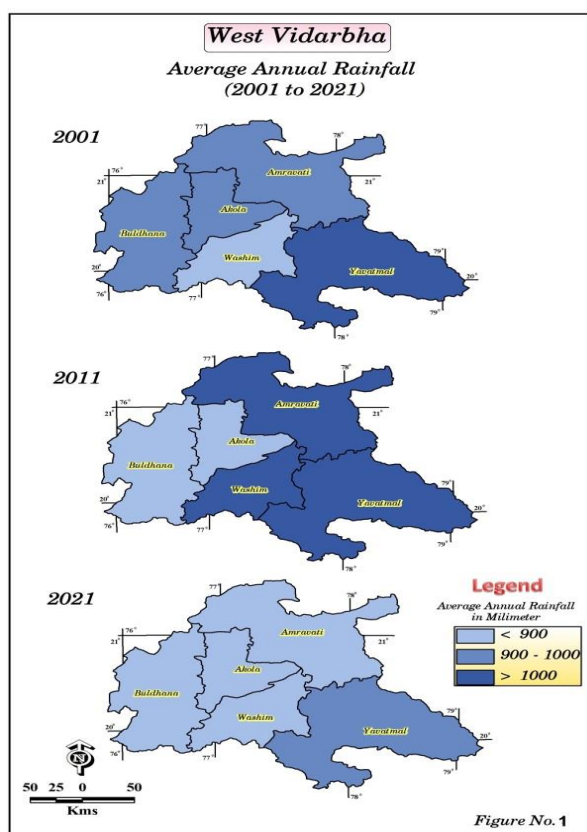 West Vidarbha
Average Annual Rainfall
(2001 to 2021)
2001
77°
78°
76°
21°
21°
Amravati
Akola
Buldhana
Washim
Yavatmal
79°
20°
20°
76°
77°
79°
78°
2011
77°
78°
76°
21°
21°
Amravati
Akola
Buldhana
Washim
Yavatmal
79°
20°
20°
76°
77°
79°
78°
2021
77°
78°
76°
21°
21°
Amravati
Akola
Buldhana
Washim
Yavatmal
79°
20°
20°
76°
77°
79°
78°
Legend
Average Annual Rainfall
in Milimeter
< 900
900 - 1000
> 1000
N
50 25 0 50
Kms
Figure No. 1